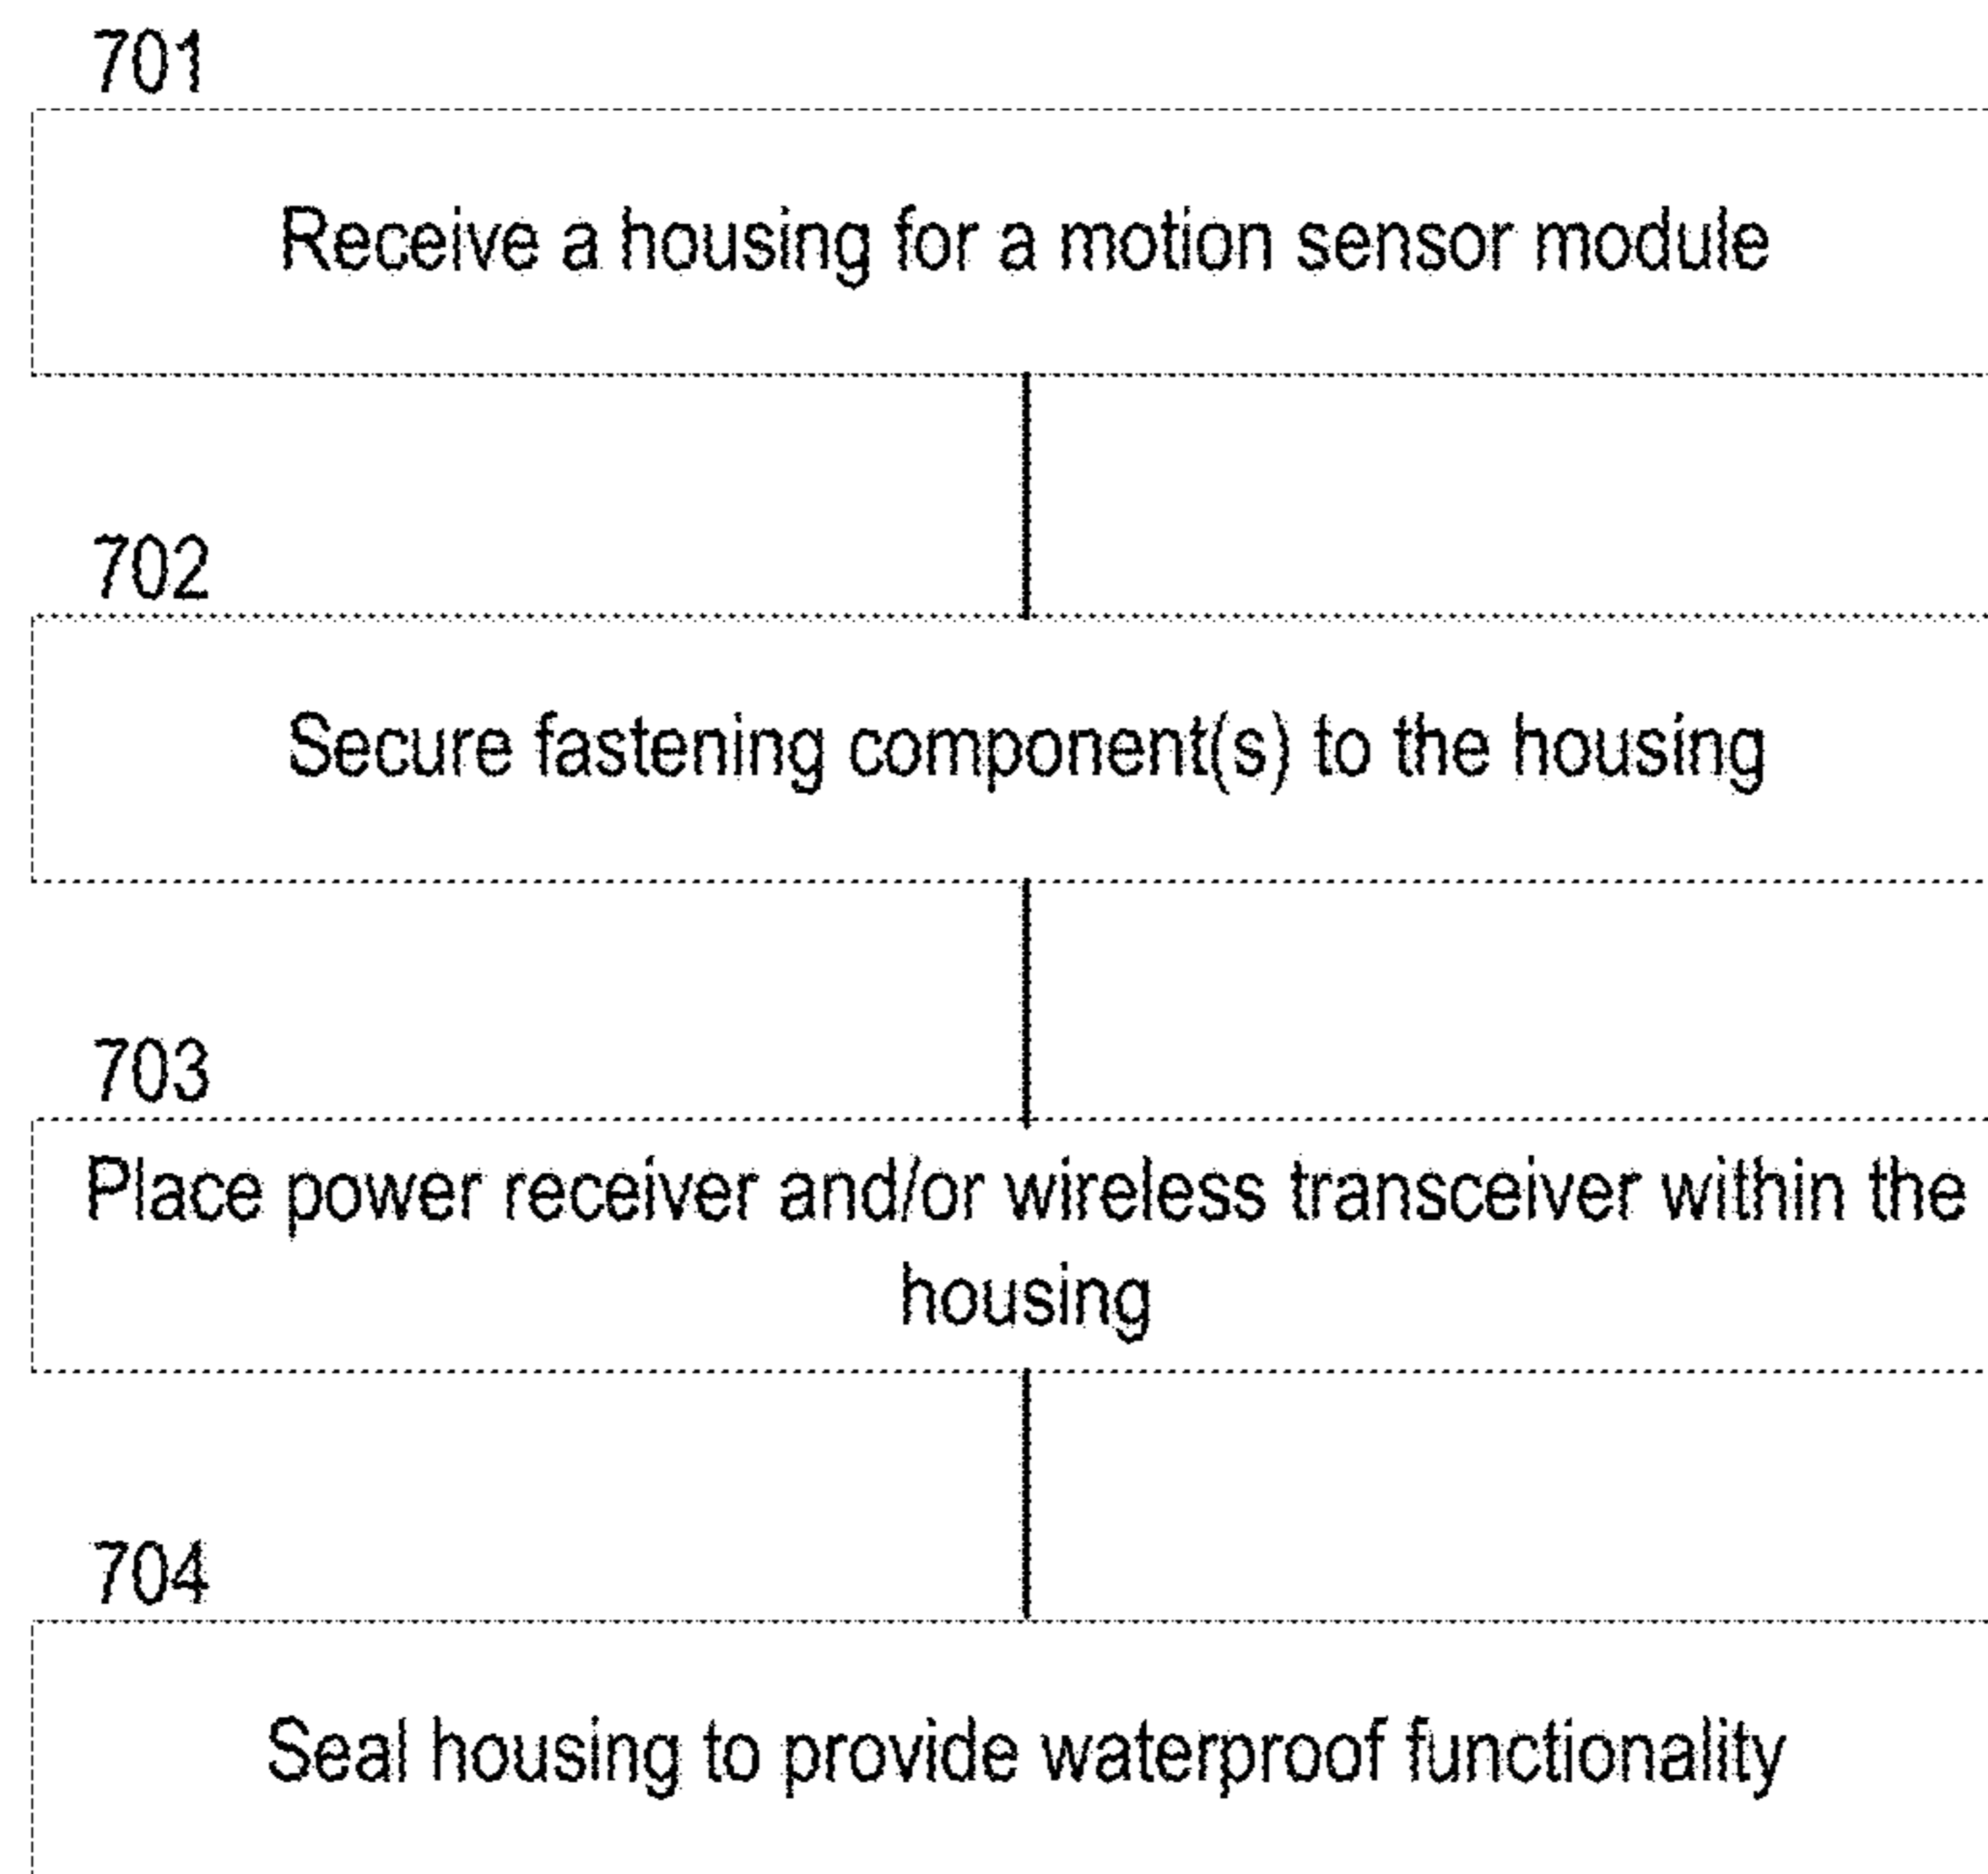 701
Receive a housing for a motion sensor module
702
Secure fastening component(s) to the housing
703
Place power receiver and/or wireless transceiver within the
housing
704
Seal housing to provide waterproof functionality